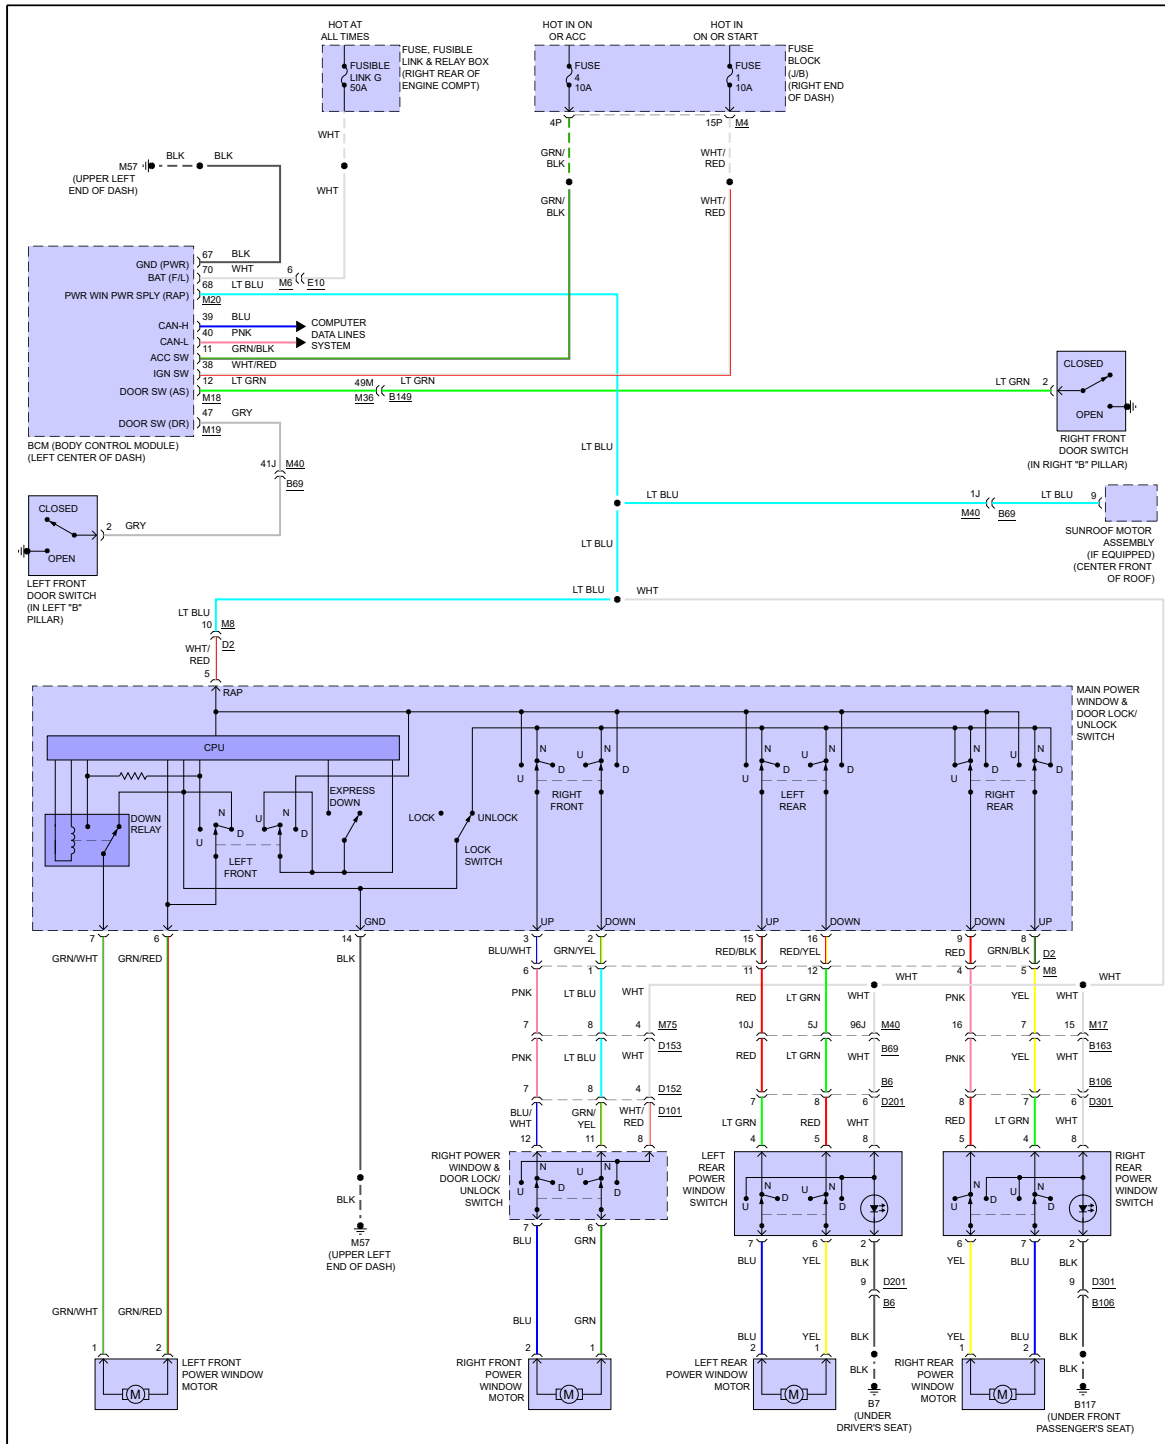 HOT AT
ALL TIMES
HOT IN ON
OR ACC
HOT IN
ON OR START
FUSIBLE
LINK G
50A
FUSE, FUSIBLE
LINK & RELAY BOX
(RIGHT REAR OF
ENGINE COMPT)
FUSE
4
10A
FUSE
1
10A
FUSE
BLOCK
(J/B)
(RIGHT END
OF DASH)
4P
15P
M4
WHT
GRN/
BLK
WHT/
RED
M57
(UPPER LEFT
END OF DASH)
BLK
BLK
WHT
GRN/
BLK
WHT/
RED
GND (PWR)
67
BLK
BAT (F/L)
70
WHT
6
M6
E10
PWR WIN PWR SPLY (RAP)
68
LT BLU
M20
CAN-H
39
BLU
CAN-L
40
PNK
COMPUTER
DATA LINES
SYSTEM
ACC SW
11
GRN/BLK
IGN SW
38
WHT/RED
DOOR SW (AS)
12
LT GRN
M18
49M
LT GRN
M36
B149
LT GRN
2
CLOSED
OPEN
RIGHT FRONT
DOOR SWITCH
(IN RIGHT "B" PILLAR)
DOOR SW (DR)
47
GRY
M19
BCM (BODY CONTROL MODULE)
(LEFT CENTER OF DASH)
41J
M40
B69
LT BLU
CLOSED
OPEN
2
GRY
LEFT FRONT
DOOR SWITCH
(IN LEFT "B"
PILLAR)
LT BLU
1J
M40
B69
LT BLU
9
SUNROOF MOTOR
ASSEMBLY
(IF EQUIPPED)
(CENTER FRONT
OF ROOF)
LT BLU
LT BLU
WHT
LT BLU
10
M8
D2
WHT/
RED
5
RAP
MAIN POWER
WINDOW &
DOOR LOCK/
UNLOCK
SWITCH
CPU
DOWN
RELAY
U
N
D
LEFT
FRONT
U
N
D
EXPRESS
DOWN
LOCK
UNLOCK
LOCK
SWITCH
U
N
D
U
N
D
RIGHT
FRONT
U
N
D
U
N
D
LEFT
REAR
U
N
D
U
N
D
RIGHT
REAR
GND
UP
DOWN
UP
DOWN
DOWN
UP
7
6
14
3
2
15
16
9
8
GRN/WHT
GRN/RED
BLK
BLU/WHT
GRN/YEL
RED/BLK
RED/YEL
RED
GRN/BLK
D2
6
1
11
12
4
5
M8
WHT
WHT
PNK
LT BLU
WHT
RED
LT GRN
WHT
PNK
YEL
WHT
7
8
4
M75
D153
10J
5J
96J
M40
B69
16
7
15
M17
B163
PNK
LT BLU
WHT
RED
LT GRN
WHT
PNK
YEL
WHT
7
8
4
D152
D101
B6
7
8
6
D201
B106
8
7
6
D301
BLU/
WHT
GRN/
YEL
WHT/
RED
LT GRN
RED
WHT
RED
LT GRN
WHT
12
11
8
4
5
8
5
4
8
RIGHT POWER
WINDOW &
DOOR LOCK/
UNLOCK
SWITCH
U
N
D
U
N
D
LEFT
REAR
POWER
WINDOW
SWITCH
U
N
D
U
N
D
U
N
D
U
N
D
RIGHT
REAR
POWER
WINDOW
SWITCH
BLK
M57
(UPPER LEFT
END OF DASH)
7
6
7
6
2
6
7
2
BLU
GRN
BLU
YEL
BLK
YEL
BLU
BLK
9
D201
B6
9
D301
B106
GRN/WHT
GRN/RED
BLU
GRN
BLU
YEL
BLK
YEL
BLU
BLK
1
2
2
1
2
1
1
2
M
LEFT FRONT
POWER WINDOW
MOTOR
RIGHT FRONT
POWER
WINDOW
MOTOR
M
LEFT REAR
POWER WINDOW
MOTOR
M
BLK
B7
(UNDER
DRIVER'S SEAT)
RIGHT REAR
POWER
WINDOW
MOTOR
M
BLK
B117
(UNDER FRONT
PASSENGER'S SEAT)